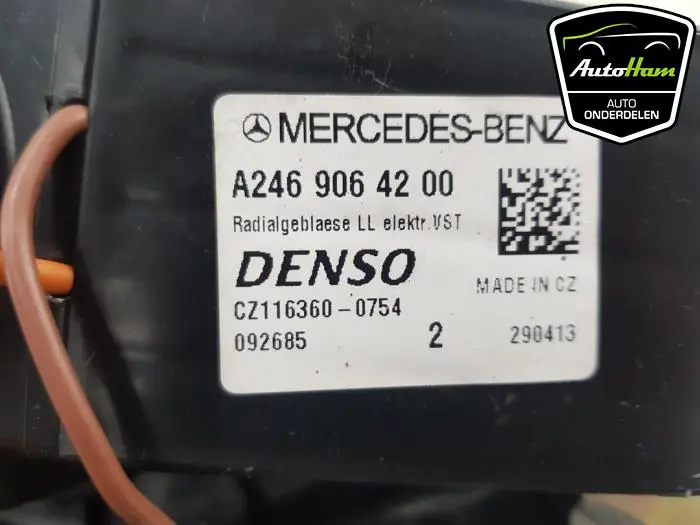 AutoHam
AUTO
ONDERDELEN
MERCEDES-BENZ
A246 906 42 00
Radialgeblaese LL elektr.VST
DENSO
MADE IN CZ
CZ116360-0754
092685 2 290413